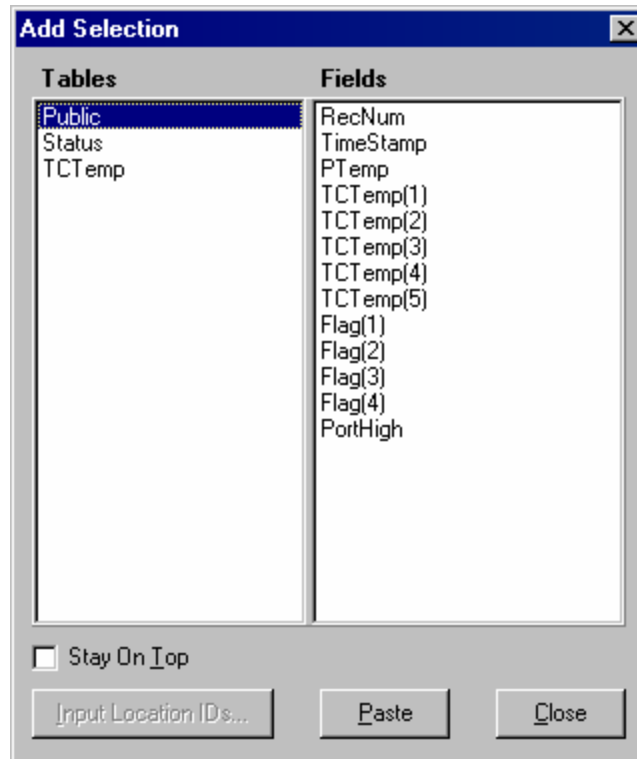 Add Selection
Tables
Fields
Public
Status
TCTemp
RecNum
TimeStamp
PTemp
TCTemp(1)
TCTemp(2)
TCTemp(3)
TCTemp(4)
TCTemp(5)
Flag(1)
Flag(2)
Flag(3)
Flag(4)
PortHigh
Stay On Top
Input Location IDs...
Paste
Close